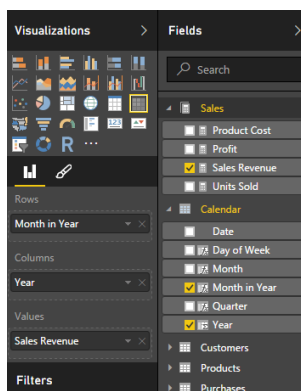 Visualizations
Fields
Search
123
R ...
Rows
Month in Year
Columns
Year
Values
Sales Revenue
Filters
Sales
Product Cost
Profit
Sales Revenue
Units Sold
Calendar
Date
Day of Week
Month
Month in Year
Quarter
Year
Customers
Products
Purchases